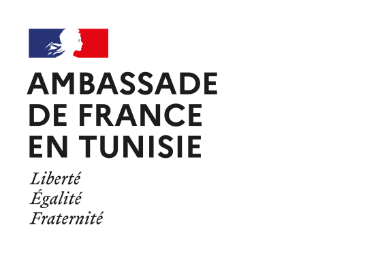 AMBASSADE
DE FRANCE
EN TUNISIE
Liberté
Égalité
Fraternité